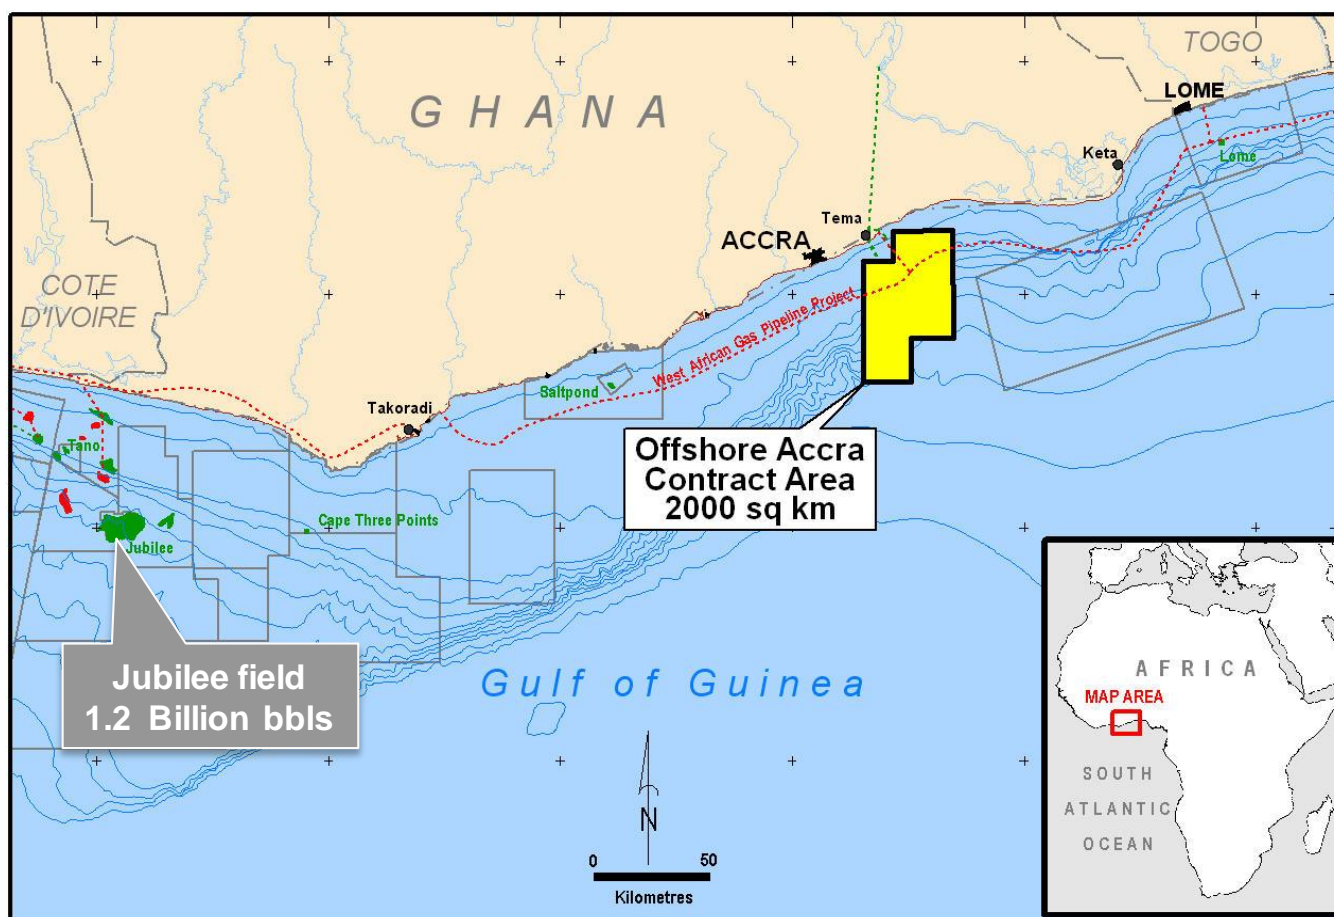 TOGO
GHANA
LOME
Keta
Lome
Tema
ACCRA
COTE
D'IVOIRE
West African Gas Pipeline Project
Saltpond
Takoradi
Offshore Accra
Contract Area
2000 sq km
Tano
Cape Three Points
Jubilee
Jubilee field
1.2 Billion bbls
Gulf of Guinea
AFRICA
MAP AREA
SOUTH
ATLANTIC
OCEAN
N
0 50
Kilometres